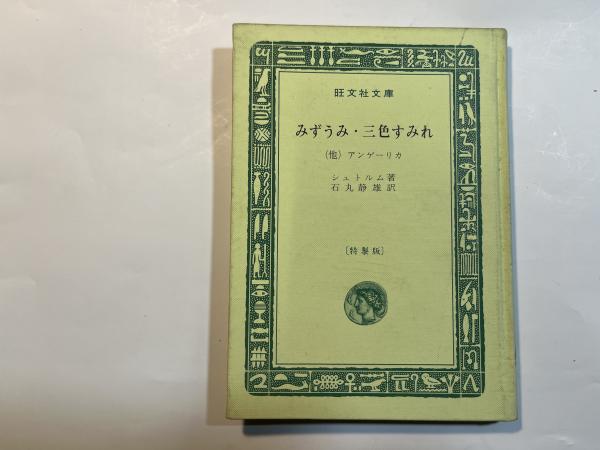 旺文社文庫
みずうみ・三色すみれ
(他) アンゲーリカ
シュトルム著
石丸静雄訳
〔特製版〕